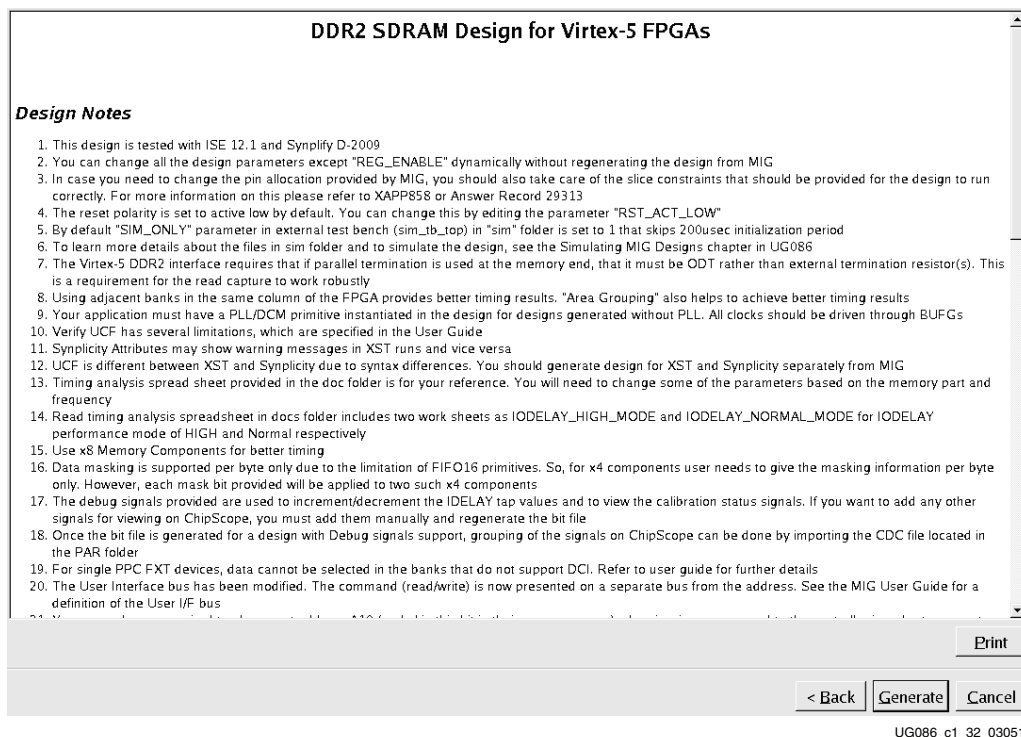 DDR2 SDRAM Design for Virtex-5 FPGAs
Design Notes
1. This design is tested with ISE 12.1 and Synplify D-2009
2. You can change all the design parameters except "REG_ENABLE" dynamically without regenerating the design from MIG
3. In case you need to change the pin allocation provided by MIG, you should also take care of the slice constraints that should be provided for the design to run
correctly. For more information on this please refer to XAPP858 or Answer Record 29313
4. The reset polarity is set to active low by default. You can change this by editing the parameter "RST_ACT_LOW"
5. By default "SIM_ONLY" parameter in external test bench (sim_tb_top) in "sim" folder is set to 1 that skips 200usec initialization period
6. To learn more details about the files in sim folder and to simulate the design, see the Simulating MIG Designs chapter in UG086
7. The Virtex-5 DDR2 interface requires that if parallel termination is used at the memory end, that it must be ODT rather than external termination resistor(s). This
is a requirement for the read capture to work robustly
8. Using adjacent banks in the same column of the FPGA provides better timing results. "Area Grouping" also helps to achieve better timing results
9. Your application must have a PLL/DCM primitive instantiated in the design for designs generated without PLL. All clocks should be driven through BUFGs
10. Verify UCF has several limitations, which are specified in the User Guide
11. Synplicity Attributes may show warning messages in XST runs and vice versa
12. UCF is different between XST and Synplicity due to syntax differences. You should generate design for XST and Synplicity separately from MIG
13. Timing analysis spread sheet provided in the doc folder is for your reference. You will need to change some of the parameters based on the memory part and
frequency
14. Read timing analysis spreadsheet in docs folder includes two work sheets as IODELAY_HIGH_MODE and IODELAY_NORMAL_MODE for IODELAY
performance mode of HIGH and Normal respectively
15. Use x8 Memory Components for better timing
16. Data masking is supported per byte only due to the limitation of FIFO16 primitives. So, for x4 components user needs to give the masking information per byte
only. However, each mask bit provided will be applied to two such x4 components
17. The debug signals provided are used to increment/decrement the IDELAY tap values and to view the calibration status signals. If you want to add any other
signals for viewing on ChipScope, you must add them manually and regenerate the bit file
18. Once the bit file is generated for a design with Debug signals support, grouping of the signals on ChipScope can be done by importing the CDC file located in
the PAR folder
19. For single PPC FXT devices, data cannot be selected in the banks that do not support DCI. Refer to user guide for further details
20. The User Interface bus has been modified. The command (read/write) is now presented on a separate bus from the address. See the MIG User Guide for a
definition of the User I/F bus
Print
< Back Generate Cancel
UG086_c1_32_03051